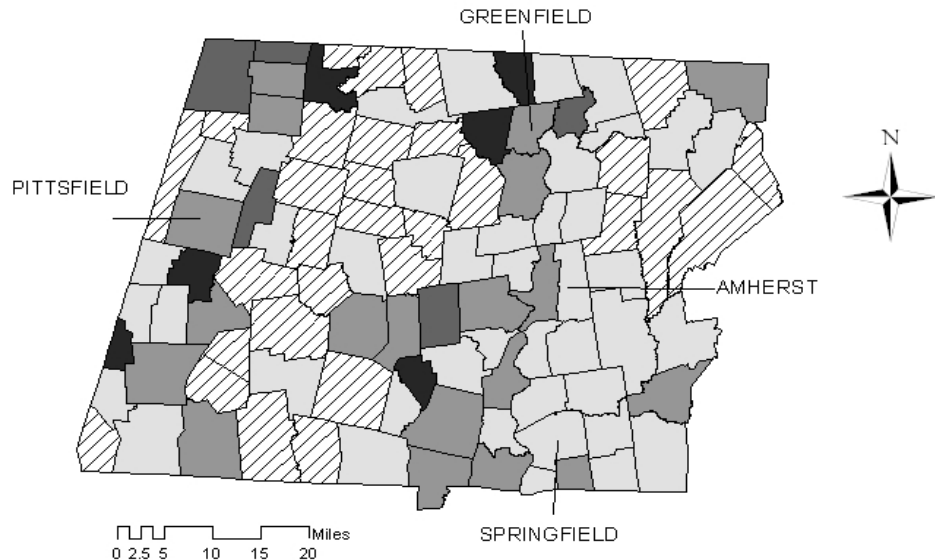 GREENFIELD
N
PITTSFIELD
AMHERST
Miles
0 2.5 5 10 15 20
SPRINGFIELD